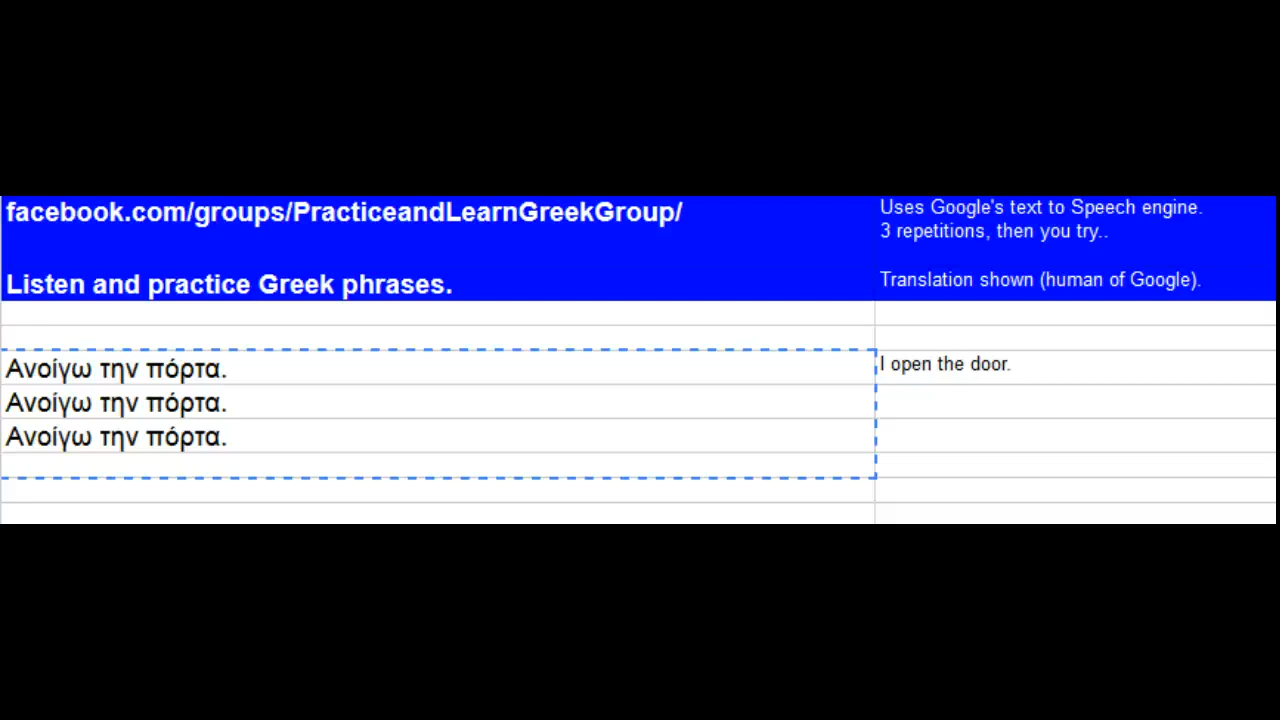 facebook.com/groups/PracticeandLearnGreekGroup/
Listen and practice Greek phrases.
Uses Google's text to Speech engine.
3 repetitions, then you try..
Translation shown (human of Google).
Ανοίγω την πόρτα.
I open the door.
Ανοίγω την πόρτα.
Ανοίγω την πόρτα.